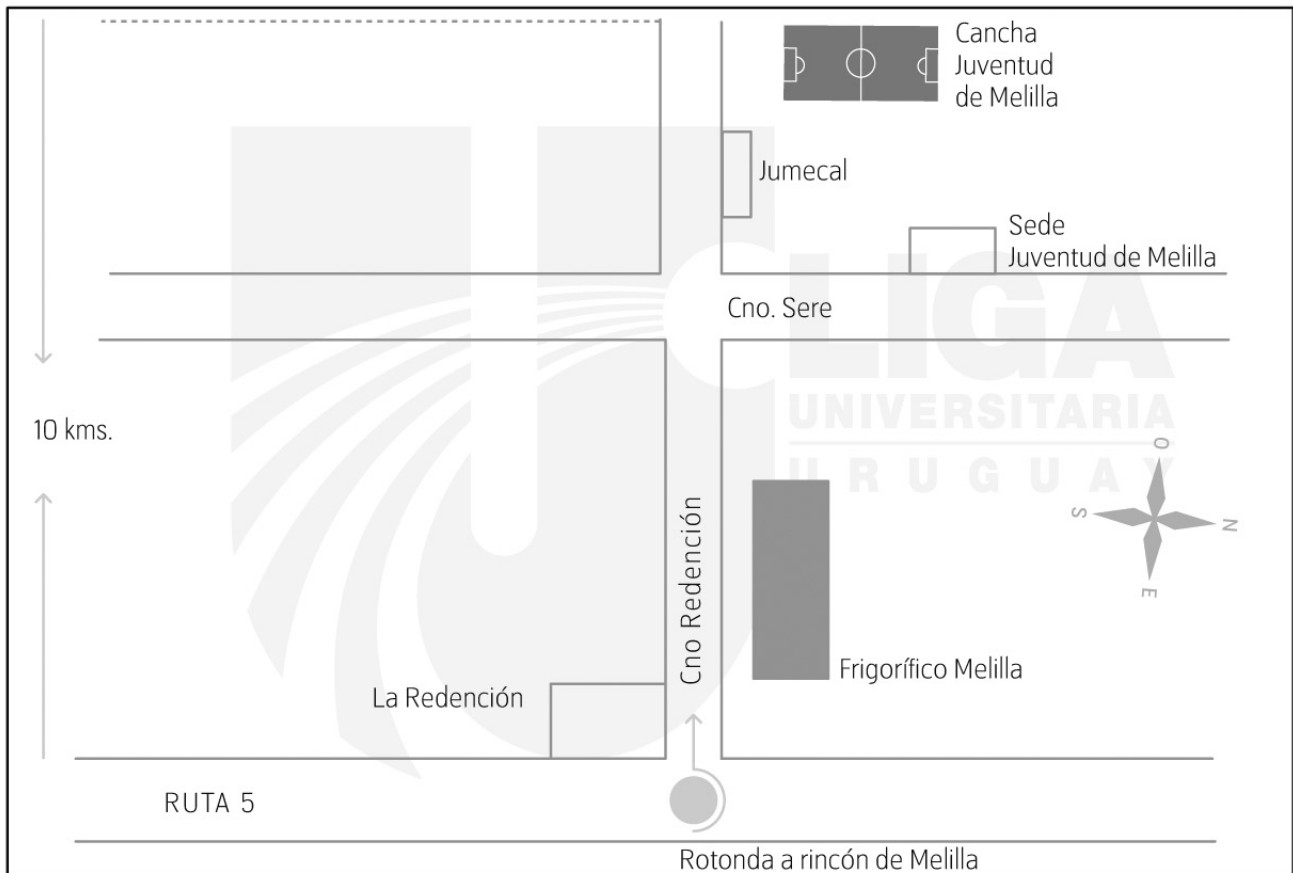 Cancha
Juventud
de Melilla
Jumecal
Sede
Juventud de Melilla
Cno. Sere
LIGA
UNIVERSITARIA
URUGUAY
10 kms.
O
S
N
E
Cno Redención
Frigorífico Melilla
La Redención
RUTA 5
Rotonda a rincón de Melilla